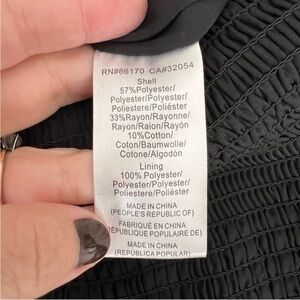 RN#66170 CA#32054
Shell
57%Polyester/
Polyester/Polyester/
Poliestere/Poliéster
33%Rayon/Rayonne/
Rayon/Raion/Rayón
10%Cotton/
Coton/Baumwolle/
Cotone/Algodón
Lining
100% Polyester/
Polyester/Polyester/
Poliestere/Poliéster
MADE IN CHINA
(PEOPLE'S REPUBLIC OF)
FABRIQUÉ EN CHINA
RÉPUBLIQUE POPULAIRE DE)
MADE IN CHINA
(REPÚBLICA POPULAR)